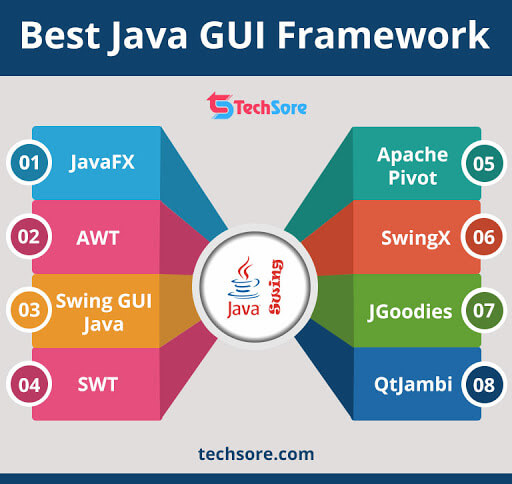 Best Java GUI Framework
TechSore
01
JavaFX
02
AWT
03
Swing GUI
Java
04
SWT
Java
Swing
Apache
Pivot
05
SwingX
06
JGoodies
07
QtJambi
08
techsore.com